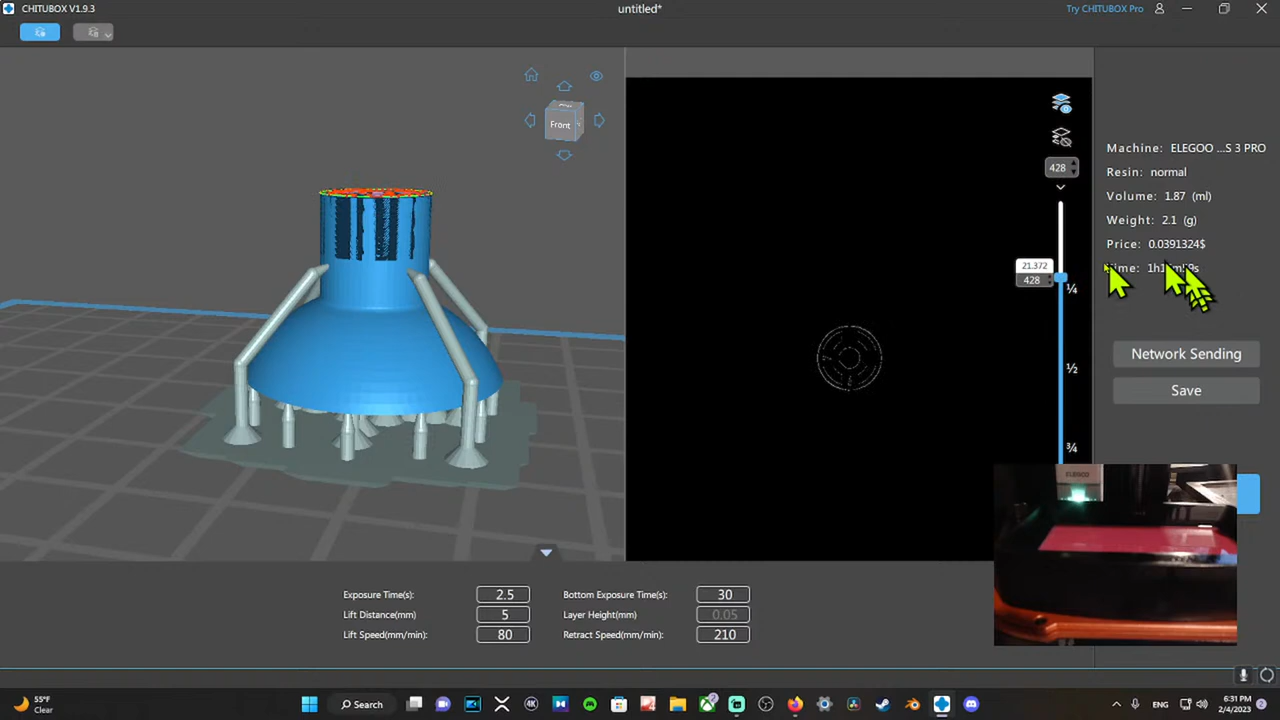 CHITUBOX V1.9.3
untitled*
Try CHITUBOX Pro
Front
428
21.372
428
¼
½
¾
Machine: ELEGOO ...S 3 PRO
Resin: normal
Volume: 1.87 (ml)
Weight: 2.1 (g)
Price: 0.0391324$
Network Sending
Save
ELEGOO
Exposure Time(s): 2.5 Bottom Exposure Time(s): 30
Lift Distance(mm) 5 Layer Height(mm) 0.05
Lift Speed(mm/min): 80 Retract Speed(mm/min): 210
55°F
Clear
Search
4K
2
ENG
6:31 PM
2/4/2023